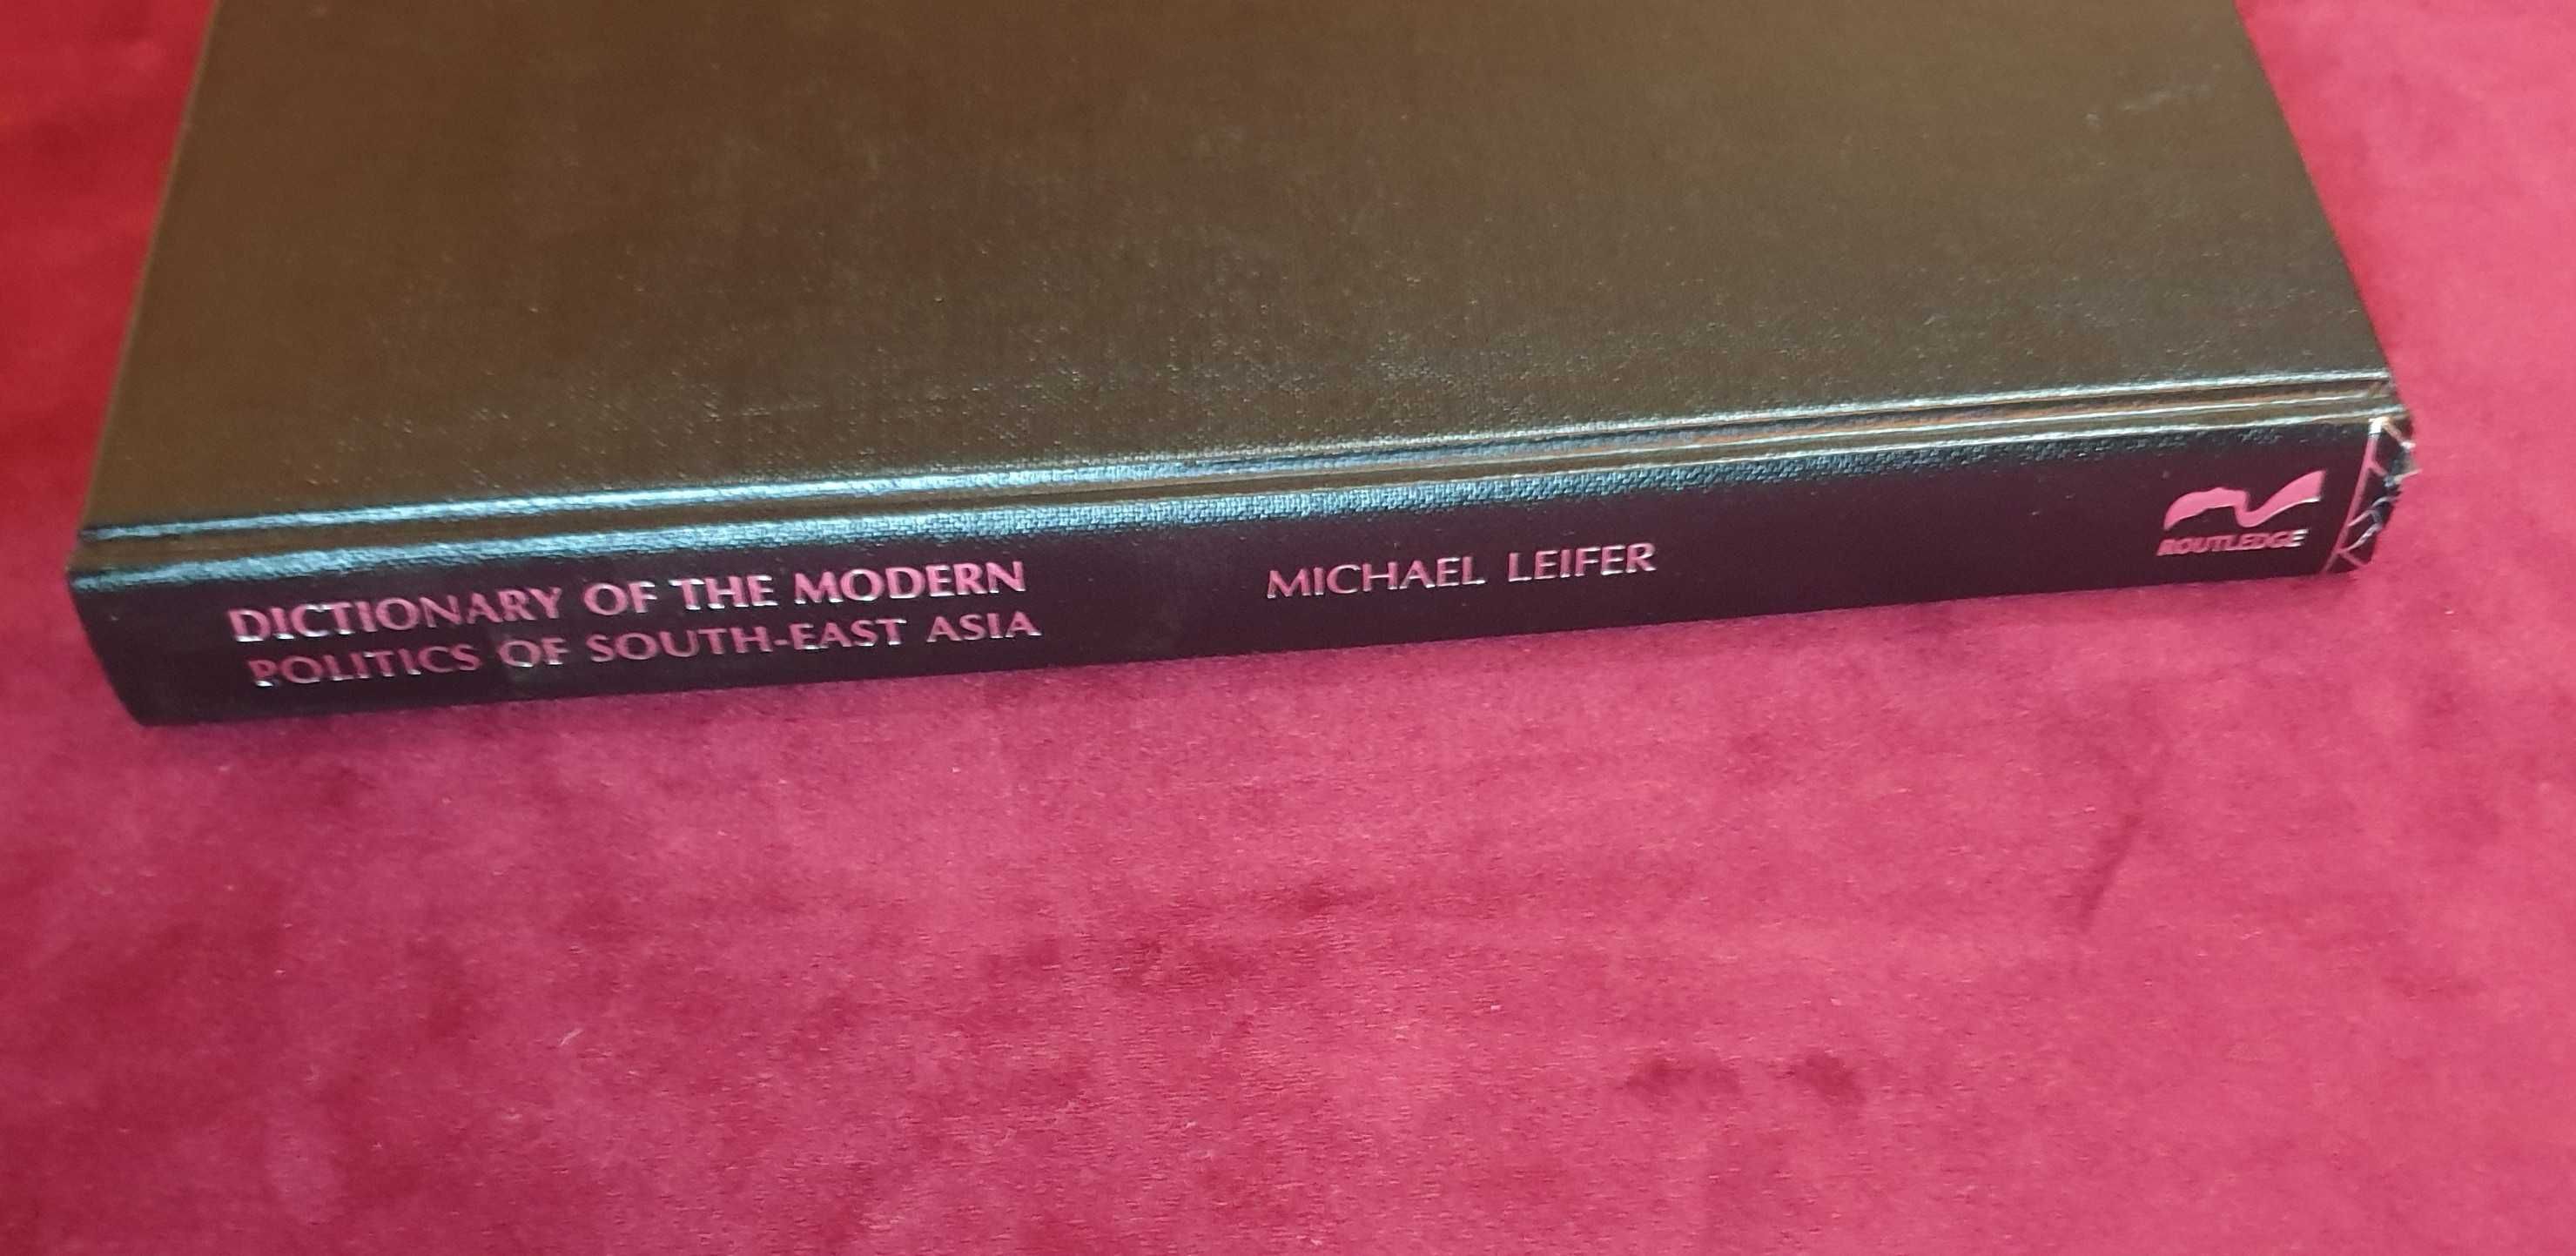 DICTIONARY OF THE MODERN
POLITICS OF SOUTH-EAST ASIA
MICHAEL LEIFER
ROUTLEDGE